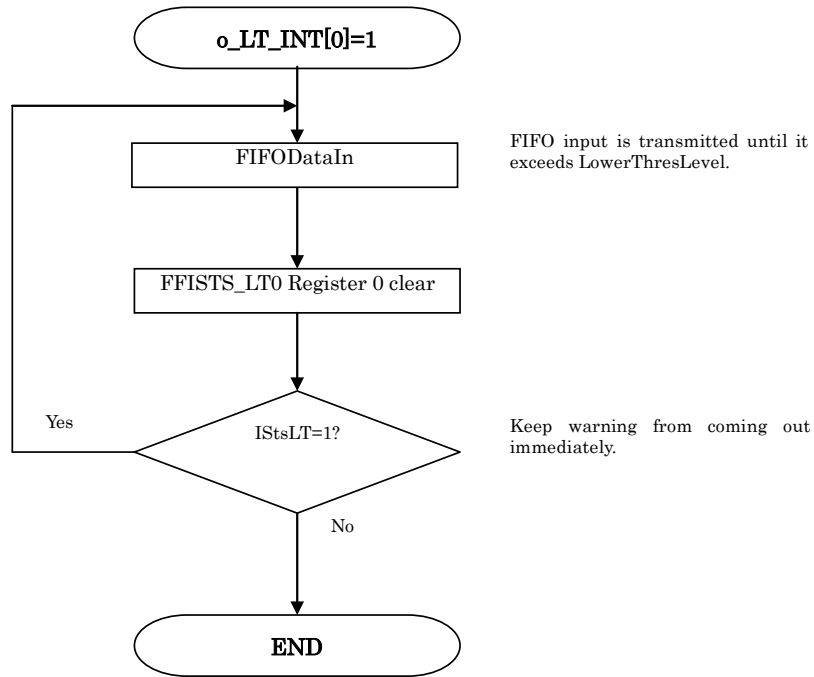 o_LT_INT[0]=1
FIFODataIn
FIFO input is transmitted until it
exceeds LowerThresLevel.
FFISTS_LT0 Register 0 clear
IStsLT=1?
Yes
Keep warning from coming out
immediately.
No
END